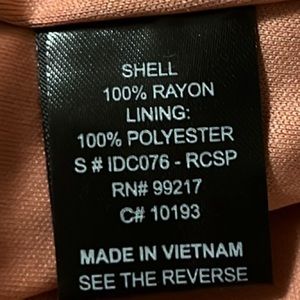 SHELL
100% RAYON
LINING:
100% POLYESTER
S # IDC076 - RCSP
RN# 99217
C# 10193
MADE IN VIETNAM
SEE THE REVERSE